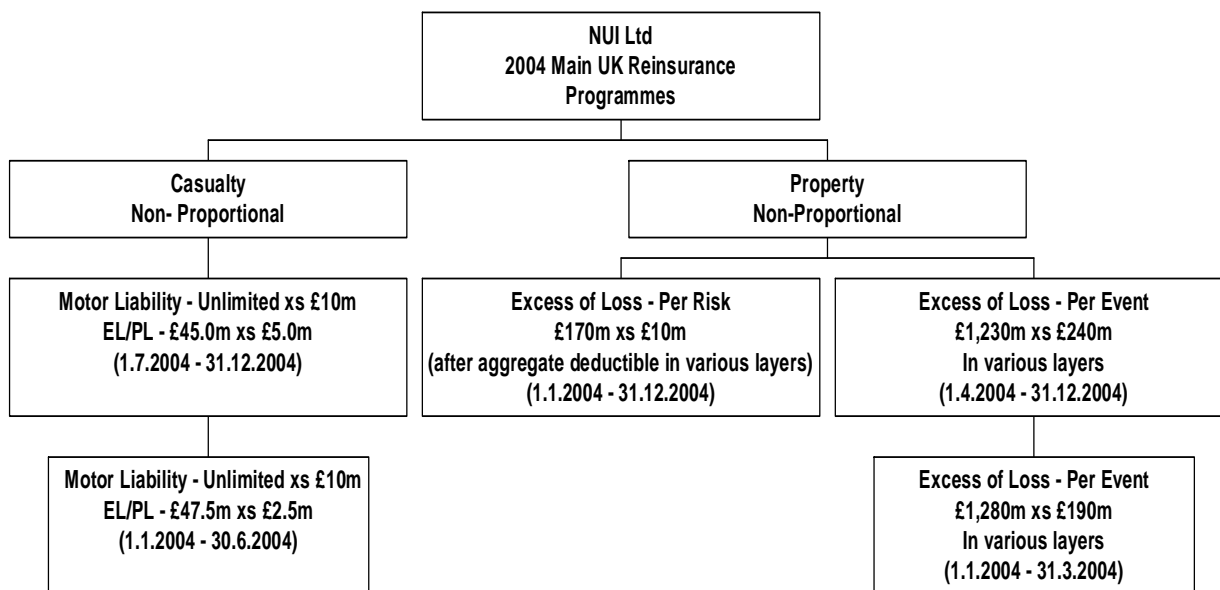 NUI Ltd
2004 Main UK Reinsurance
Programmes
Casualty
Non- Proportional
Property
Non-Proportional
Motor Liability - Unlimited xs £10m
EL/PL - £45.0m xs £5.0m
(1.7.2004 - 31.12.2004)
Excess of Loss - Per Risk
£170m xs £10m
(after aggregate deductible in various layers)
(1.1.2004 - 31.12.2004)
Excess of Loss - Per Event
£1,230m xs £240m
In various layers
(1.4.2004 - 31.12.2004)
Motor Liability - Unlimited xs £10m
EL/PL - £47.5m xs £2.5m
(1.1.2004 - 30.6.2004)
Excess of Loss - Per Event
£1,280m xs £190m
In various layers
(1.1.2004 - 31.3.2004)